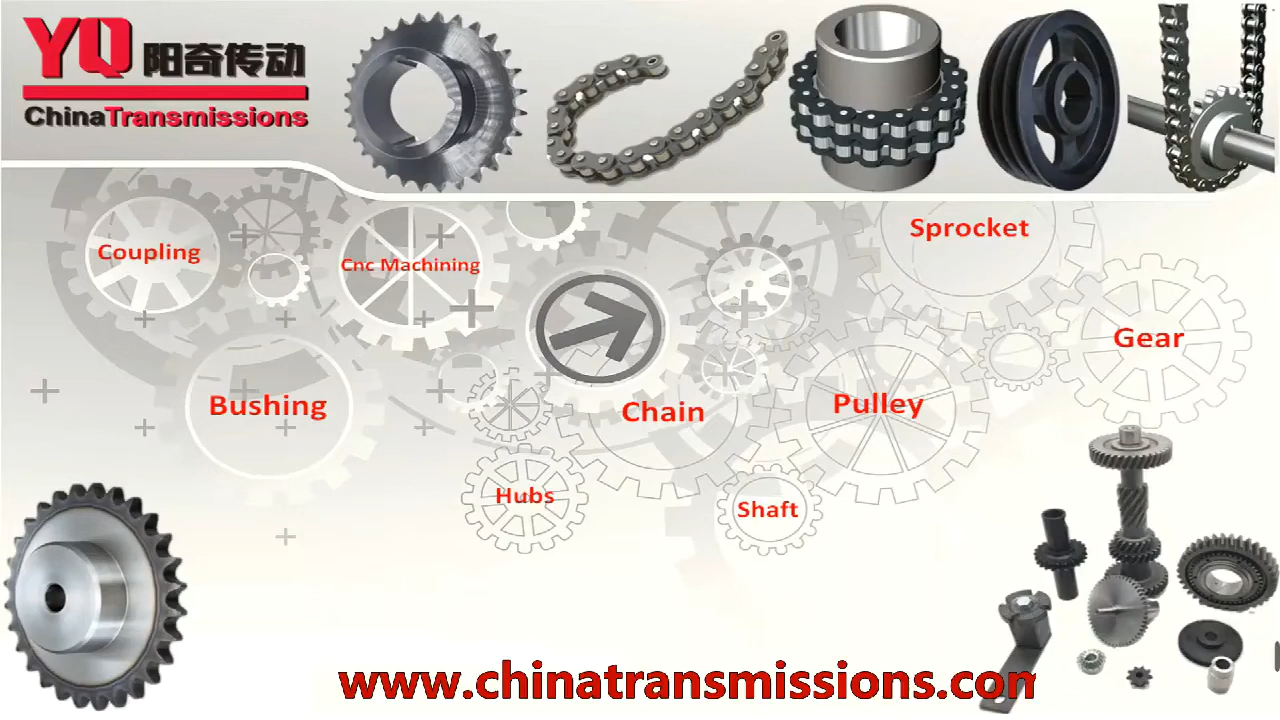 YQ 阳奇传动
ChinaTransmissions
Sprocket
Coupling
Cnc Machining
Gear
Bushing
Chain
Pulley
Hubs
Shaft
www.chinatransmissions.com